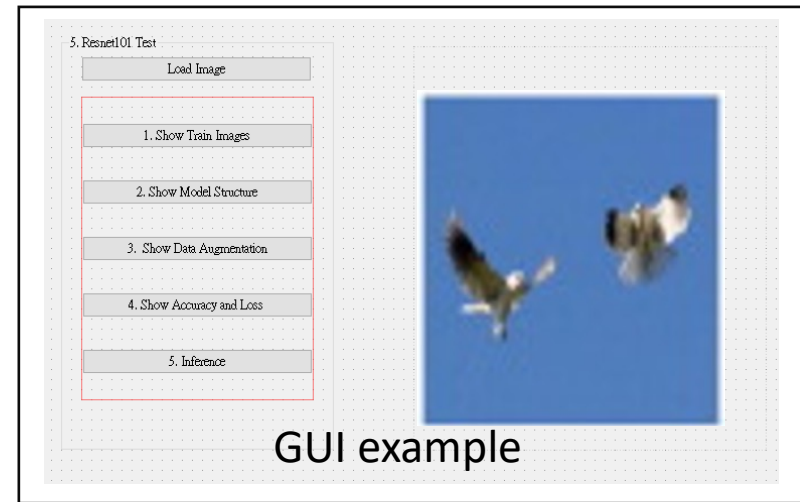 5. Resnet101 Test
Load Image
1. Show Train Images
2. Show Model Structure
3. Show Data Augmentation
4. Show Accuracy and Loss
5. Inference
GUI example